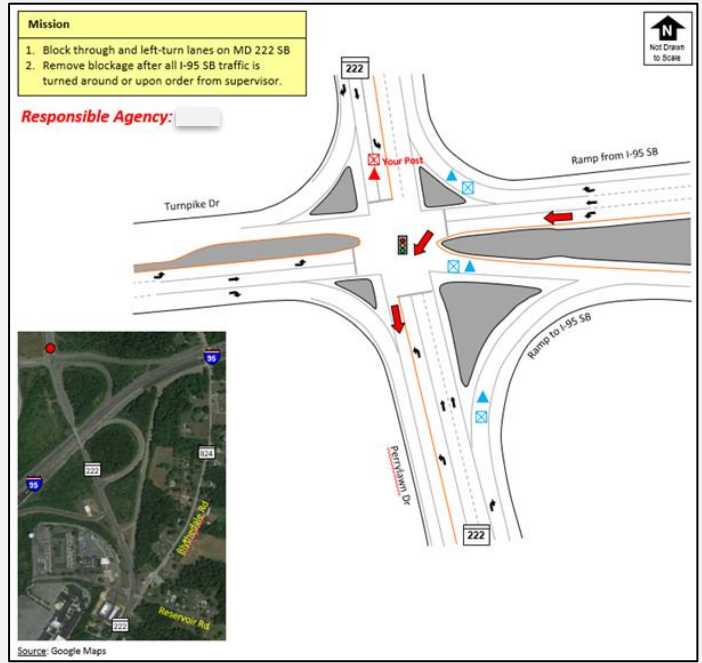 Mission
1. Block through and left-turn lanes on MD 222 SB
2. Remove blockage after all I-95 SB traffic is
turned around or upon order from supervisor.
N
Not Drawn
to Scale
Responsible Agency:
222
Your Post
Ramp from I-95 SB
Turnpike Dr
Ramp to I-95 SB
Perrylawn Dr
222
95
824
222
95
Blythedale Rd
Reservoir Rd
222
Source: Google Maps